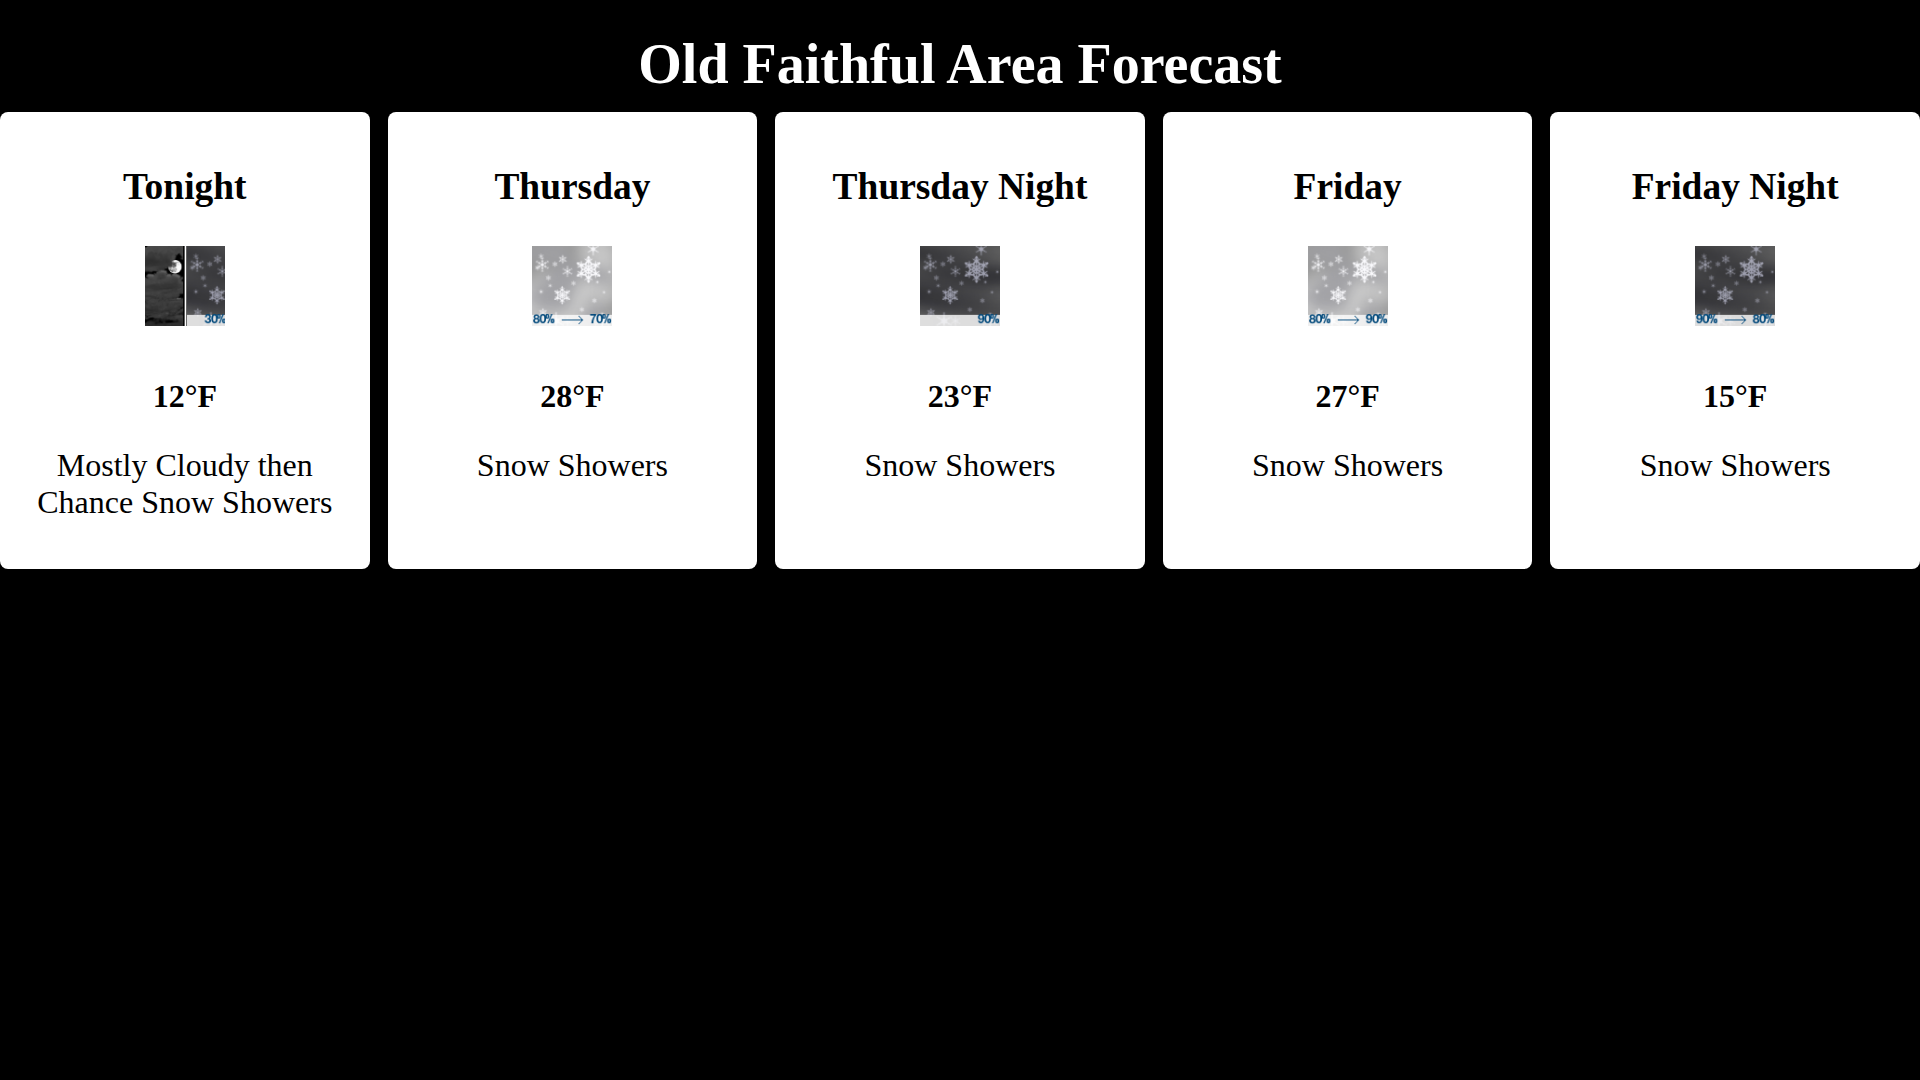 Old Faithful Area Forecast
Tonight
30%
12°F
Mostly Cloudy then
Chance Snow Showers
Thursday
80% → 70%
28°F
Snow Showers
Thursday Night
90%
23°F
Snow Showers
Friday
80% → 90%
27°F
Snow Showers
Friday Night
90% → 80%
15°F
Snow Showers